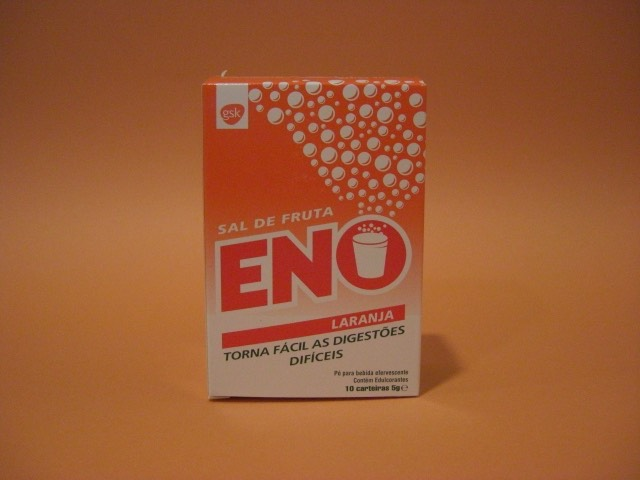 gsk
SAL DE FRUTA
ENO
LARANJA
TORNA FÁCIL AS DIGESTÕES
DIFÍCEIS
Pó para bebida efervescente
Contém Edulcorantes
10 carteiras 5g ℮